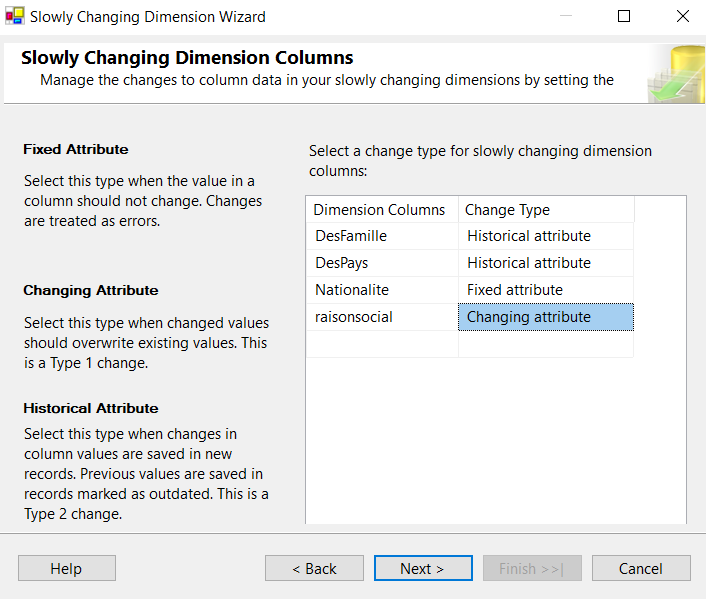 Slowly Changing Dimension Wizard
Slowly Changing Dimension Columns
Manage the changes to column data in your slowly changing dimensions by setting the
Fixed Attribute
Select this type when the value in a
column should not change. Changes
are treated as errors.
Changing Attribute
Select this type when changed values
should overwrite existing values. This
is a Type 1 change.
Historical Attribute
Select this type when changes in
column values are saved in new
records. Previous values are saved in
records marked as outdated. This is a
Type 2 change.
Select a change type for slowly changing dimension
columns:
Dimension Columns Change Type
DesFamille Historical attribute
DesPays Historical attribute
Nationalite Fixed attribute
raisonsocial Changing attribute
Help < Back Next > Finish >>| Cancel